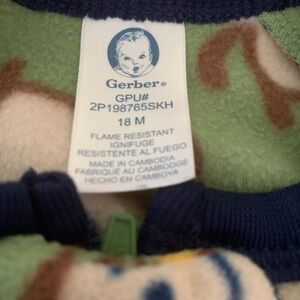 Gerber®
GPU#
2P198765SKH
18 M
FLAME RESISTANT
IGNIFUGE
RESISTENTE AL FUEGO
MADE IN CAMBODIA
FABRIQUÉ AU CAMBODGE
HECHO EN CAMBOYA